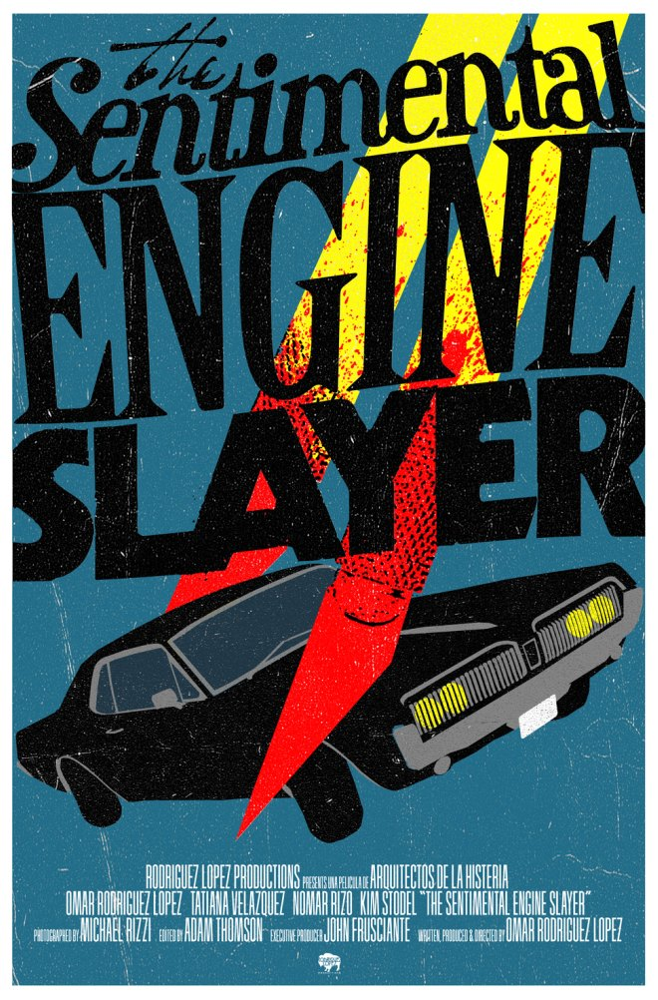 the
Sentimental
ENGINE
SLAYER
RODRIGUEZ LOPEZ PRODUCTIONS PRESENTS UNA PELICULA DE ARQUITECTOS DE LA HISTERIA
OMAR RODRIGUEZ LOPEZ TATIANA VELAZQUEZ NOMAR RIZO KIM STODEL "THE SENTIMENTAL ENGINE SLAYER"
PHOTOGRAPHED BY MICHAEL RIZZI EDITED BY ADAM THOMSON EXECUTIVE PRODUCER JOHN FRUSCIANTE WRITTEN, PRODUCED & DIRECTED BY OMAR RODRIGUEZ LOPEZ